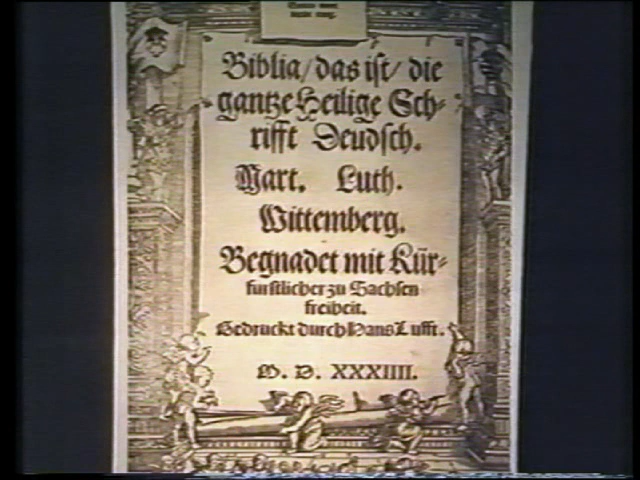 Biblia/das ist/ die
gantze Heilige Sch-
rifft Deudsch.
Mart. Luth.
Wittemberg.
Begnadet mit Kür-
furstlicher zu Sachsen
freiheit.
Gedruckt durch Hans Lufft.
M. D. XXXIIII.